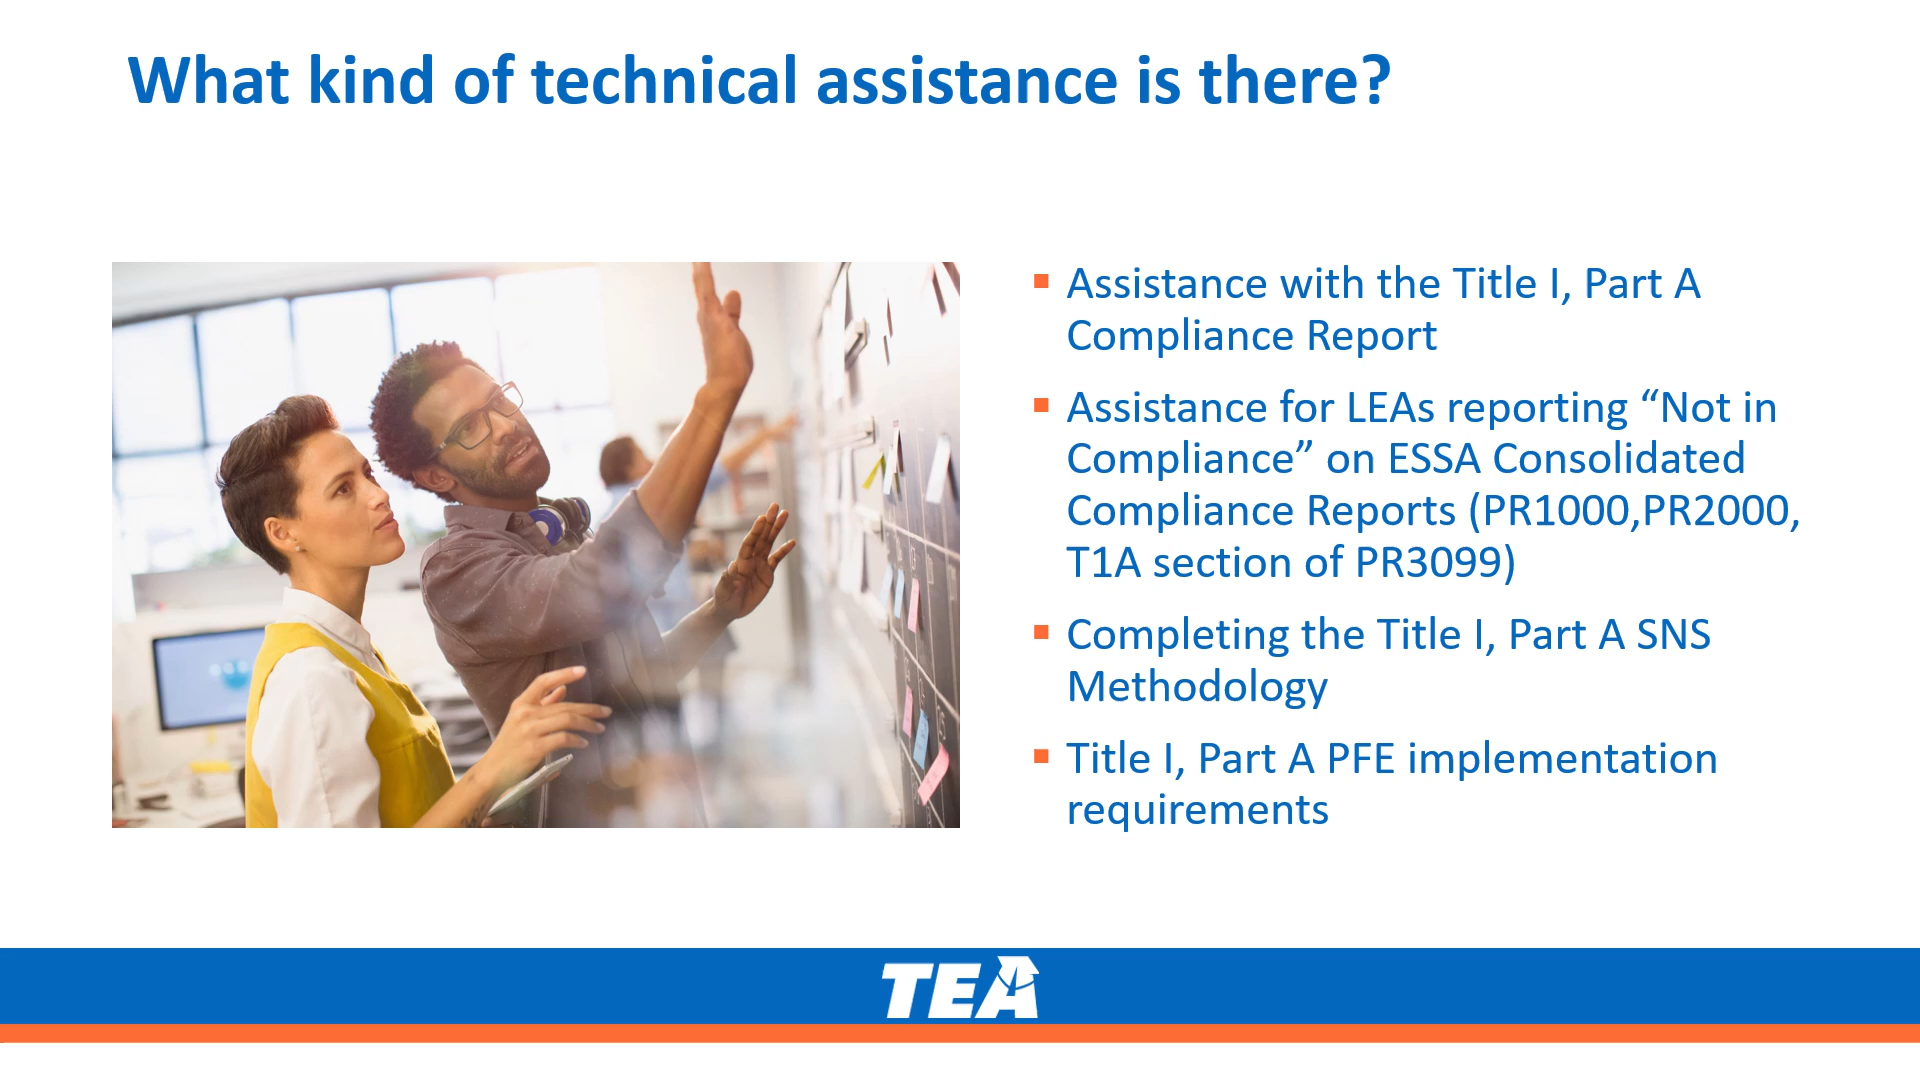 What kind of technical assistance is there?
Assistance with the Title I, Part A
Compliance Report
Assistance for LEAs reporting “Not in
Compliance” on ESSA Consolidated
Compliance Reports (PR1000,PR2000,
T1A section of PR3099)
Completing the Title I, Part A SNS
Methodology
Title I, Part A PFE implementation
requirements
TEA